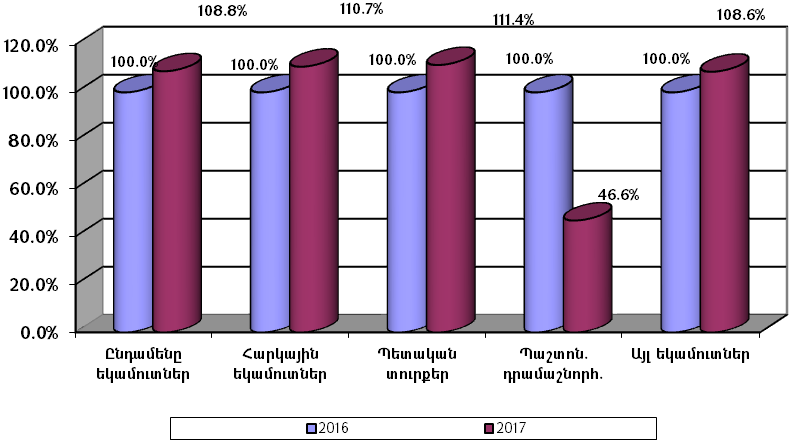 108.8% 110.7% 111.4% 108.6%
120.0%
100.0% 100.0% 100.0% 100.0% 100.0%
100.0%
80.0%
60.0%
46.6%
40.0%
20.0%
0.0%
Ընդամենը Հարկային Պետական Պաշտոն. Այլ եկամուտներ
եկամուտներ եկամուտներ տուրքեր դրամաշնորհ.
2016 2017